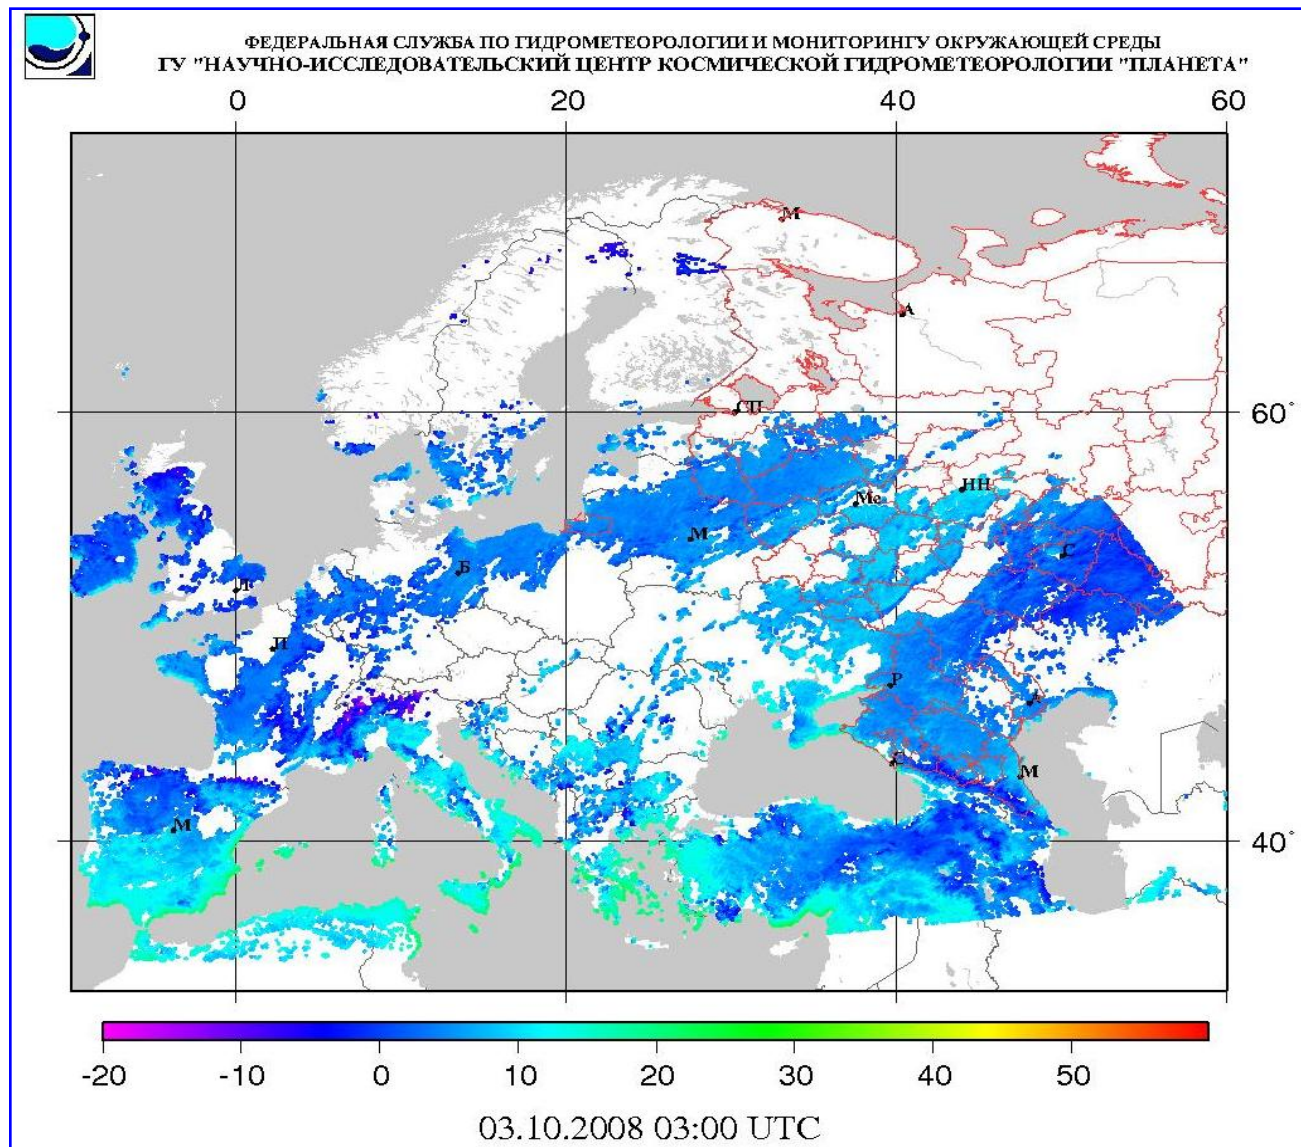 ФЕДЕРАЛЬНАЯ СЛУЖБА ПО ГИДРОМЕТЕОРОЛОГИИ И МОНИТОРИНГУ ОКРУЖАЮЩЕЙ СРЕДЫ
ГУ "НАУЧНО-ИССЛЕДОВАТЕЛЬСКИЙ ЦЕНТР КОСМИЧЕСКОЙ ГИДРОМЕТЕОРОЛОГИИ "ПЛАНЕТА"
0 20 40 60
М
А
СП
60°
НН
Мс
М
С
Б
Л
П
Р
А
С
М
М
40°
-20 -10 0 10 20 30 40 50
03.10.2008 03:00 UTC